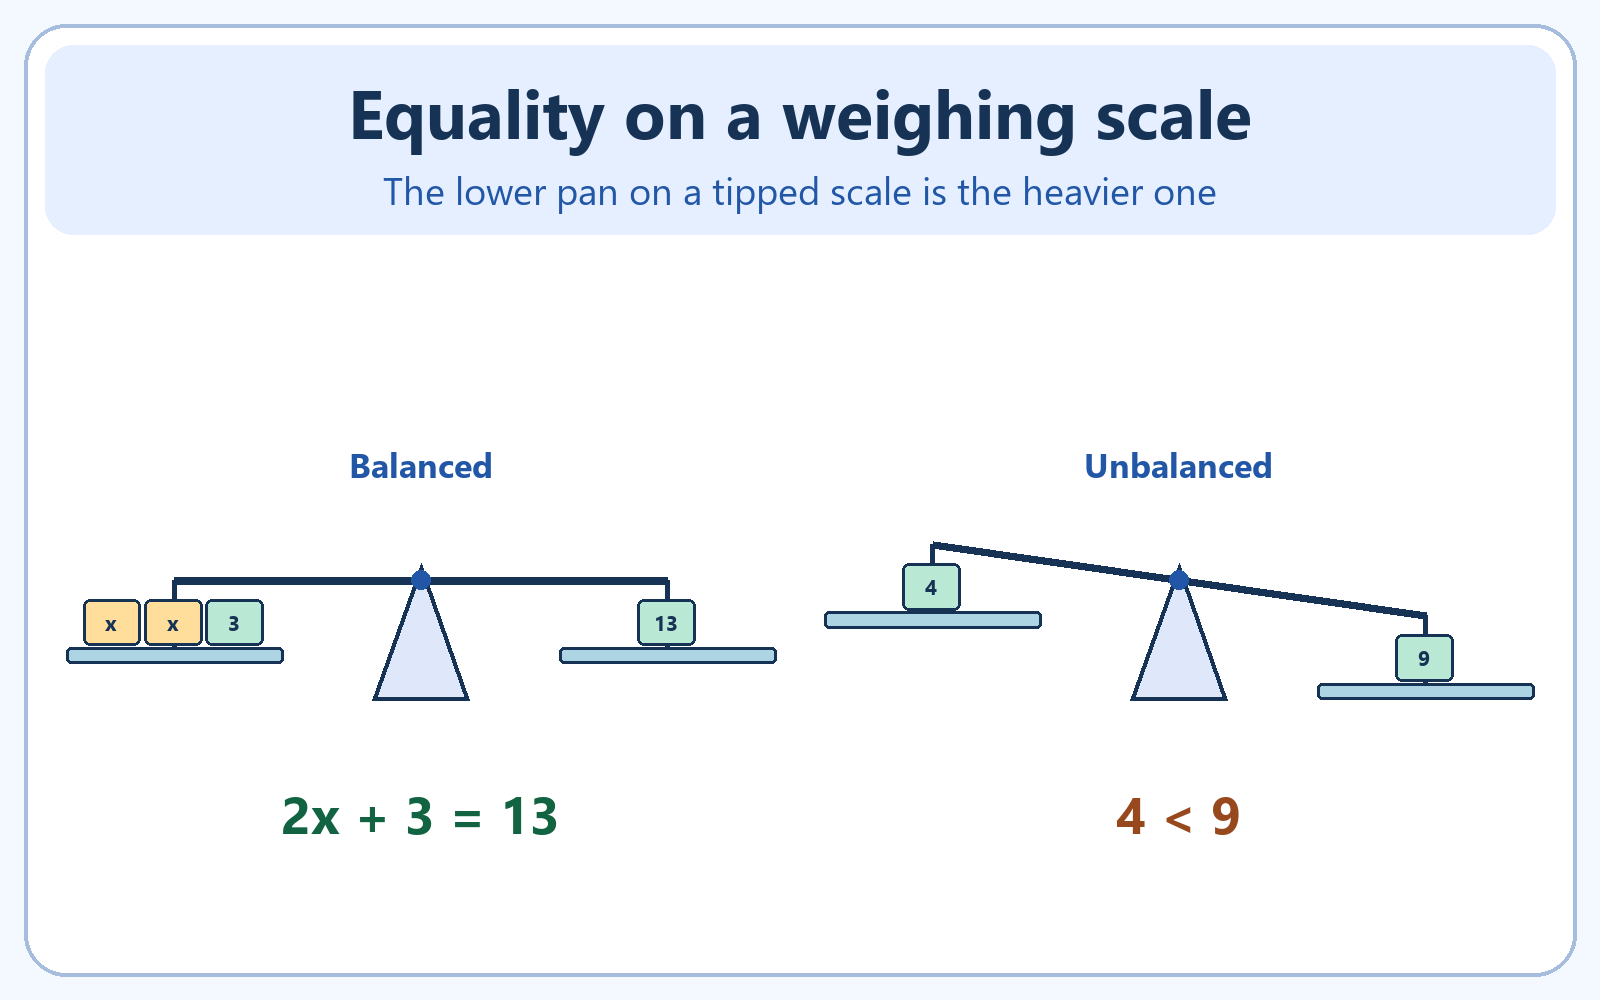 Equality on a weighing scale
The lower pan on a tipped scale is the heavier one
Balanced
x x 3
13
2x + 3 = 13
Unbalanced
4
9
4 < 9